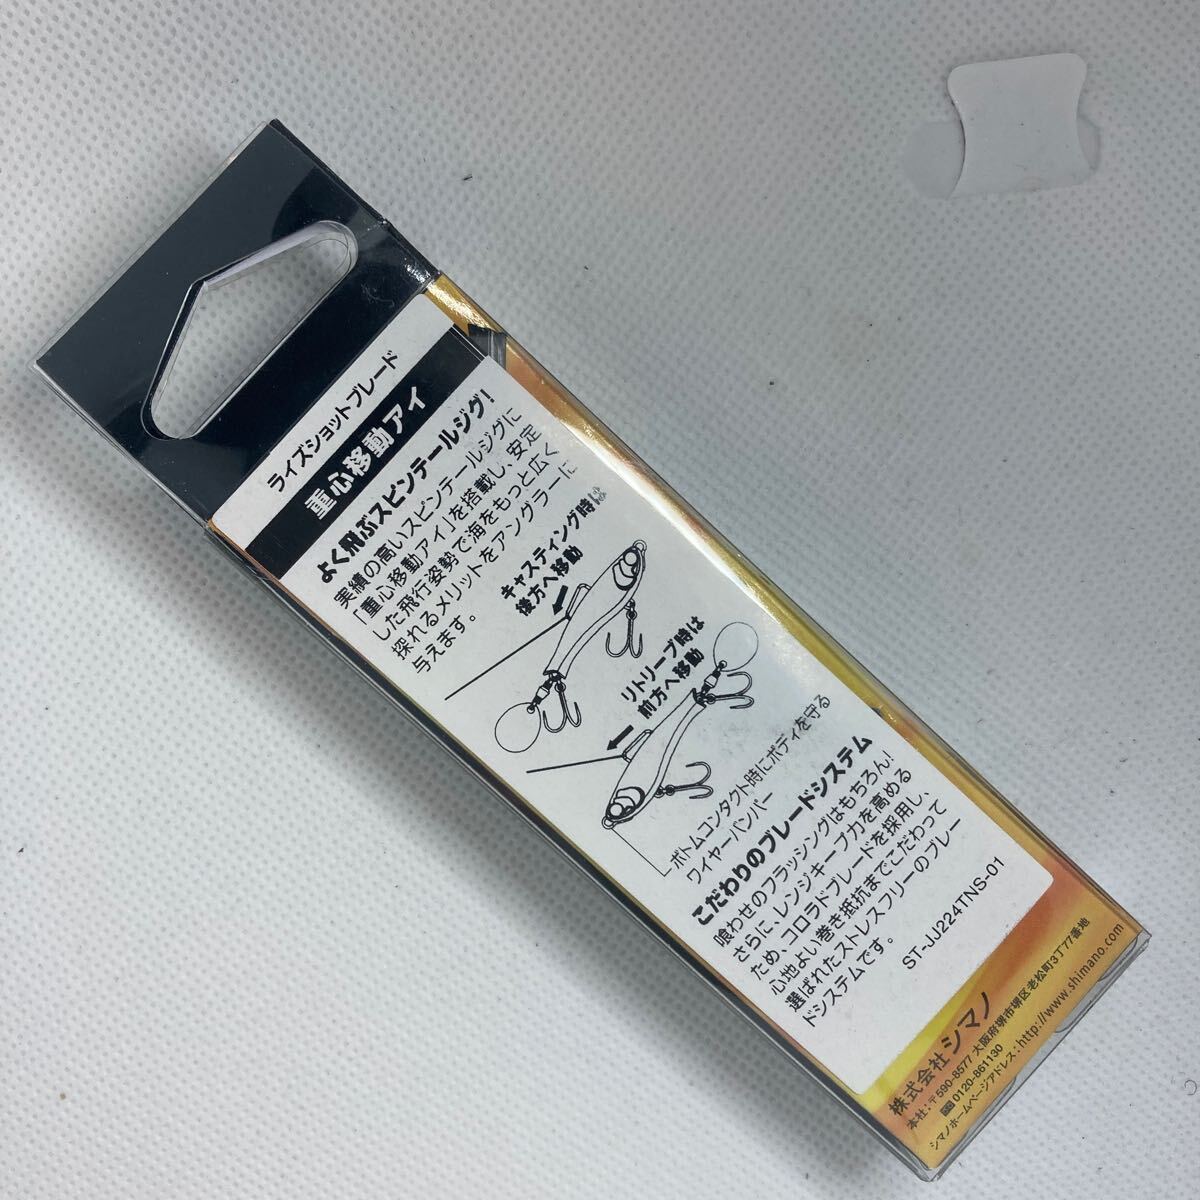 ライズショットブレード
重心移動アイ
よく飛ぶスピンテールジグ!
実績の高いスピンテールジグに
「重心移動アイ」を搭載し、安定
した飛行姿勢で海をもっと広く
探れるメリットをアングラーに
与えます。
キャスティング時は
後方へ移動
リトリーブ時は
前方へ移動
ボトムコンタクト時にボディを守る
ワイヤーバンパー
こだわりのブレードシステム
喰わせのフラッシングはもちろん!
さらに、レンジキープ力を高める
ため、コロラドブレードを採用し、
心地よい巻き抵抗までこだわって
選ばれたストレスフリーのブレー
ドシステムです。
ST-JJ224TNS-01
株式会社 シマノ
本社:〒590-8577 大阪府堺市堺区老松町3丁77番地
0120-861130
シマノホームページアドレス:http://www.shimano.com